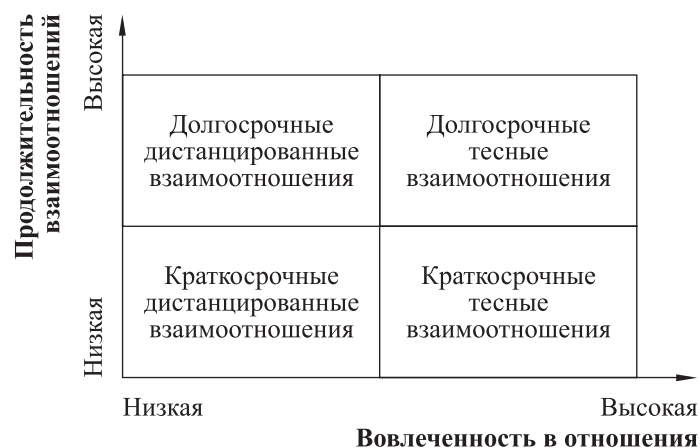 Продолжительность
взаимоотношений
Высокая
Низкая
Долгосрочные
дистанцированные
взаимоотношения
Долгосрочные
тесные
взаимоотношения
Краткосрочные
дистанцированные
взаимоотношения
Краткосрочные
тесные
взаимоотношения
Низкая
Высокая
Вовлеченность в отношения